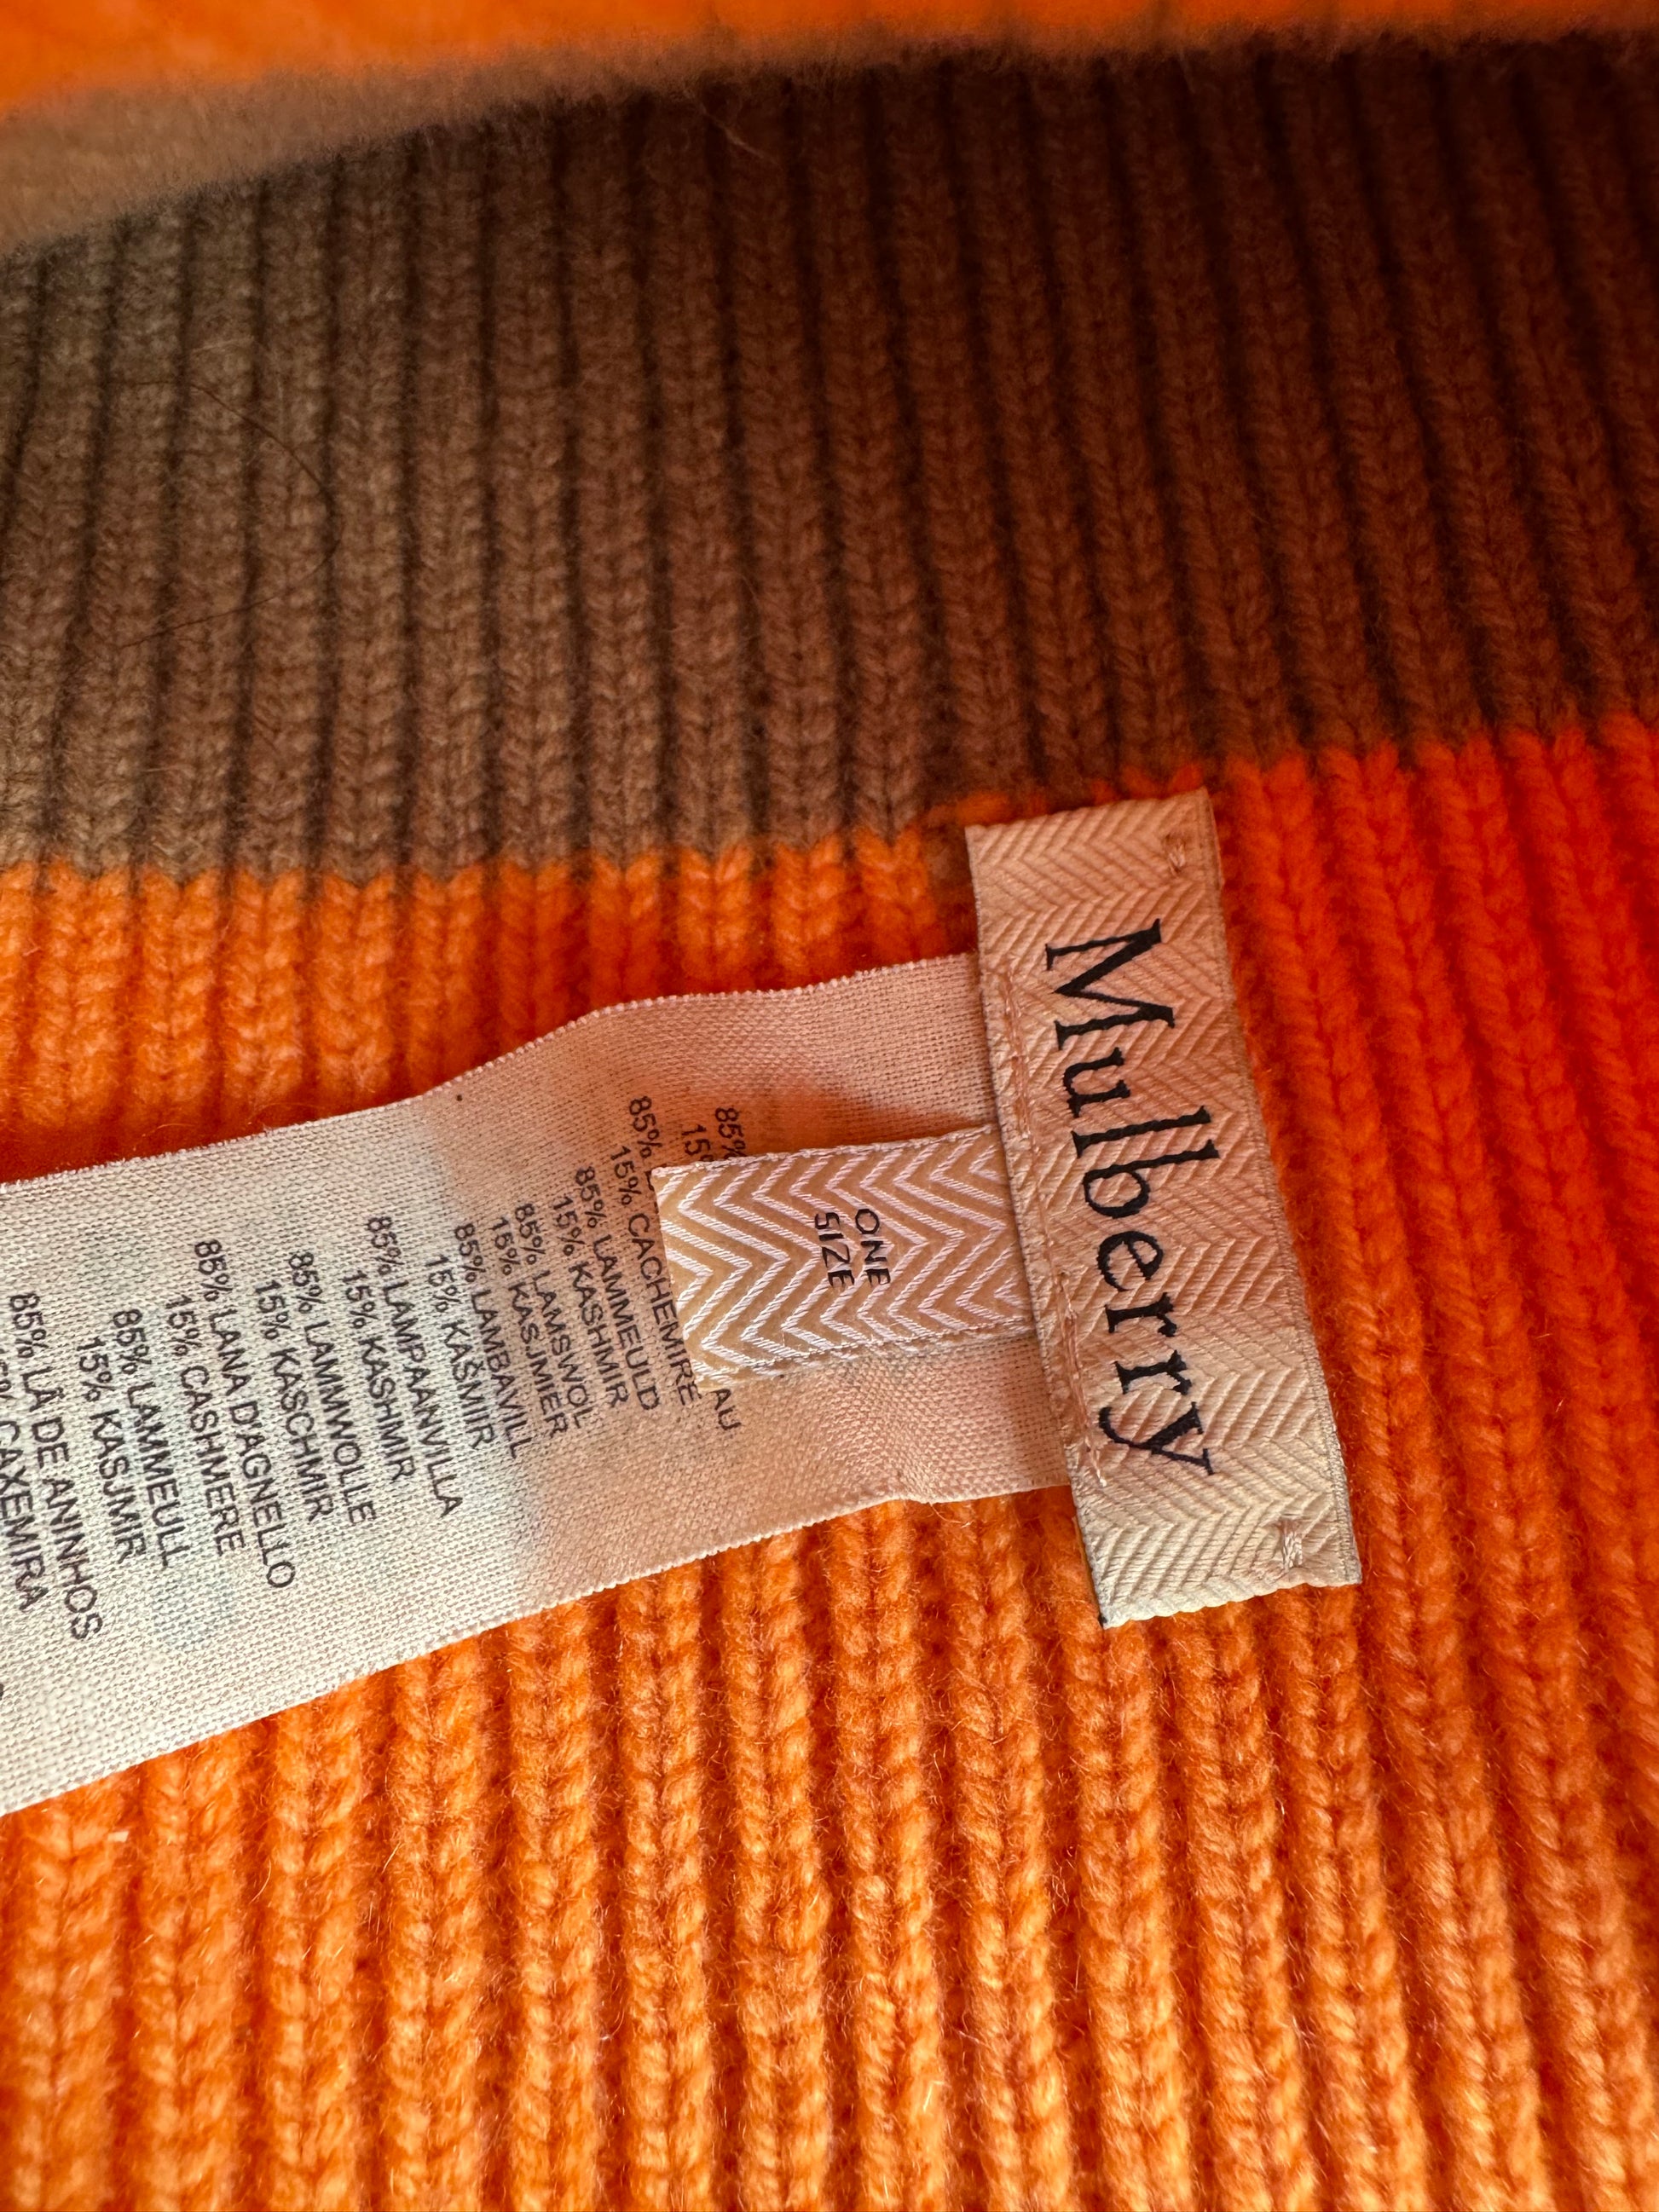 Mulberry
ONE
SIZE
85%
15%
AU
85%
15% CACHEMIRE
85% LAMMEULD
15% KASHMIR
85% LAMSWOL
15% KASJMIER
85% LAMBAVILL
15% KAŠMIR
85% LAMPAANVILLA
15% KASHMIR
85% LAMMWOLLE
15% KASCHMIR
85% LANA D'AGNELLO
15% CASHMERE
85% LAMMEULL
15% KASJMIR
85% LÃ DE ANINHOS
CAXEMIRA